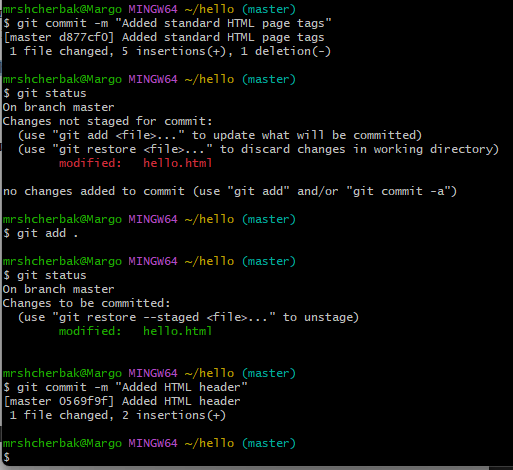 mrshcherbak@Margo MINGW64 ~/hello (master)
$ git commit -m "Added standard HTML page tags"
[master d877cf0] Added standard HTML page tags
 1 file changed, 5 insertions(+), 1 deletion(-)
mrshcherbak@Margo MINGW64 ~/hello (master)
$ git status
On branch master
Changes not staged for commit:
  (use "git add <file>..." to update what will be committed)
  (use "git restore <file>..." to discard changes in working directory)
        modified:   hello.html
no changes added to commit (use "git add" and/or "git commit -a")
mrshcherbak@Margo MINGW64 ~/hello (master)
$ git add .
mrshcherbak@Margo MINGW64 ~/hello (master)
$ git status
On branch master
Changes to be committed:
  (use "git restore --staged <file>..." to unstage)
        modified:   hello.html
mrshcherbak@Margo MINGW64 ~/hello (master)
$ git commit -m "Added HTML header"
[master 0569f9f] Added HTML header
 1 file changed, 2 insertions(+)
mrshcherbak@Margo MINGW64 ~/hello (master)
$